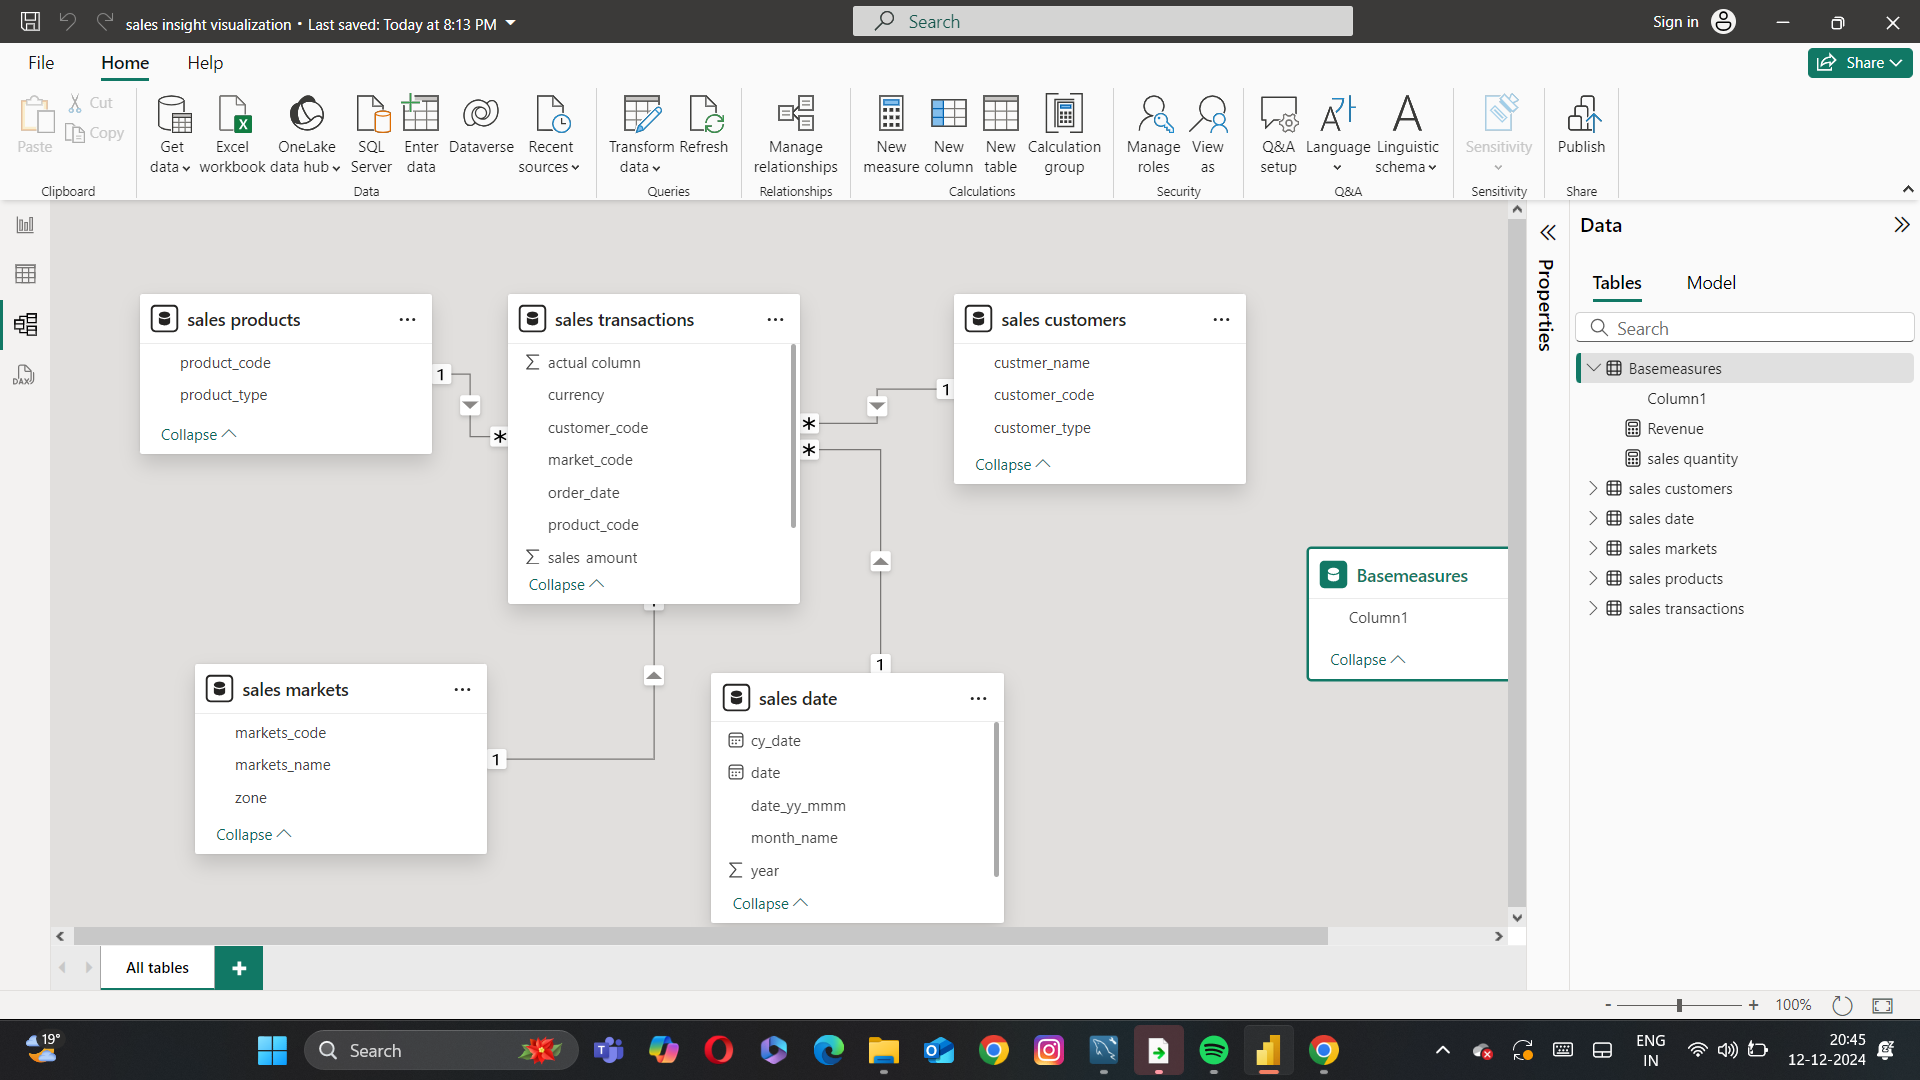 sales insight visualization • Last saved: Today at 8:13 PM
Search
Sign in
File
Home
Help
Share
Paste
Cut
Copy
Clipboard
Get data
Excel workbook
OneLake data hub
SQL Server
Enter data
Dataverse
Recent sources
Data
Transform data
Refresh
Queries
Manage relationships
Relationships
New measure
New column
New table
Calculation group
Calculations
Manage roles
View as
Security
Q&A setup
Language
Linguistic schema
Q&A
Sensitivity
Sensitivity
Publish
Share
DAX
sales products
product_code
product_type
Collapse
1
*
sales transactions
actual column
currency
customer_code
market_code
order_date
product_code
sales_amount
Collapse
*
*
1
sales customers
custmer_name
customer_code
customer_type
Collapse
Basemeasures
Column1
Collapse
sales markets
markets_code
markets_name
zone
Collapse
1
1
sales date
cy_date
date
date_yy_mmm
month_name
year
Collapse
Properties
Data
Tables
Model
Search
Basemeasures
Column1
Revenue
sales quantity
sales customers
sales date
sales markets
sales products
sales transactions
All tables
+
- + 100%
19°
Search
ENG
IN
20:45
12-12-2024